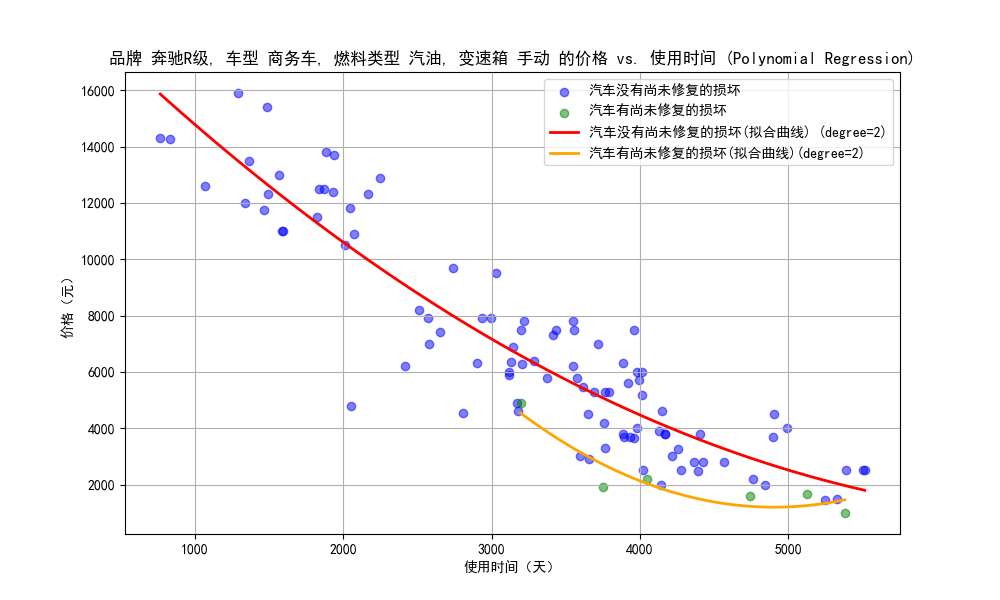 品牌 奔驰R级, 车型 商务车, 燃料类型 汽油, 变速箱 手动 的价格 vs. 使用时间 (Polynomial Regression)
汽车没有尚未修复的损坏
汽车有尚未修复的损坏
汽车没有尚未修复的损坏(拟合曲线) (degree=2)
汽车有尚未修复的损坏(拟合曲线)(degree=2)
价格（元）
16000
14000
12000
10000
8000
6000
4000
2000
1000 2000 3000 4000 5000
使用时间（天）